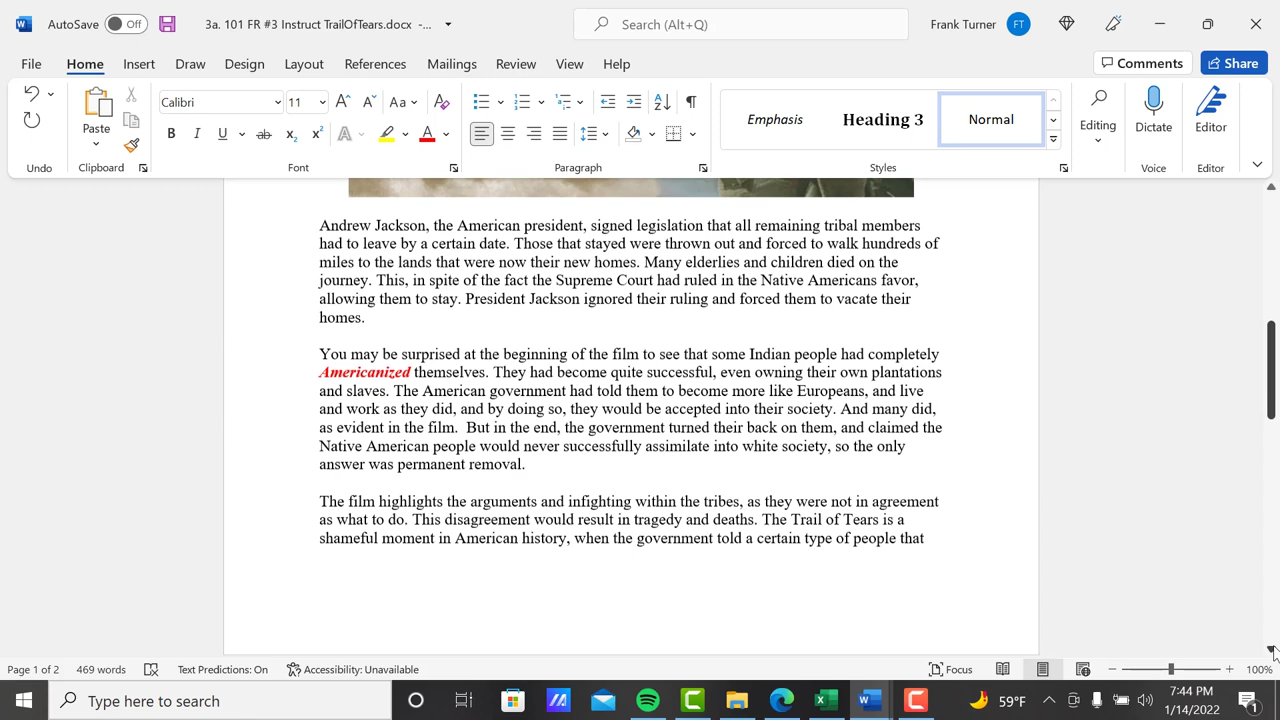 AutoSave Off 3a. 101 FR #3 Instruct TrailOfTears.docx -... Search (Alt+Q) Frank Turner FT
File Home Insert Draw Design Layout References Mailings Review View Help Comments Share
Calibri 11 Aa A Emphasis Heading 3 Normal
Paste B I U ab x2 x2 A A Editing Dictate Editor
Undo Clipboard Font Paragraph Styles Voice Editor
Andrew Jackson, the American president, signed legislation that all remaining tribal members
had to leave by a certain date. Those that stayed were thrown out and forced to walk hundreds of
miles to the lands that were now their new homes. Many elderlies and children died on the
journey. This, in spite of the fact the Supreme Court had ruled in the Native Americans favor,
allowing them to stay. President Jackson ignored their ruling and forced them to vacate their
homes.
You may be surprised at the beginning of the film to see that some Indian people had completely
Americanized themselves. They had become quite successful, even owning their own plantations
and slaves. The American government had told them to become more like Europeans, and live
and work as they did, and by doing so, they would be accepted into their society. And many did,
as evident in the film.  But in the end, the government turned their back on them, and claimed the
Native American people would never successfully assimilate into white society, so the only
answer was permanent removal.
The film highlights the arguments and infighting within the tribes, as they were not in agreement
as what to do. This disagreement would result in tragedy and deaths. The Trail of Tears is a
shameful moment in American history, when the government told a certain type of people that
Page 1 of 2 469 words Text Predictions: On Accessibility: Unavailable Focus 100%
Type here to search 59°F 7:44 PM
1/14/2022 1